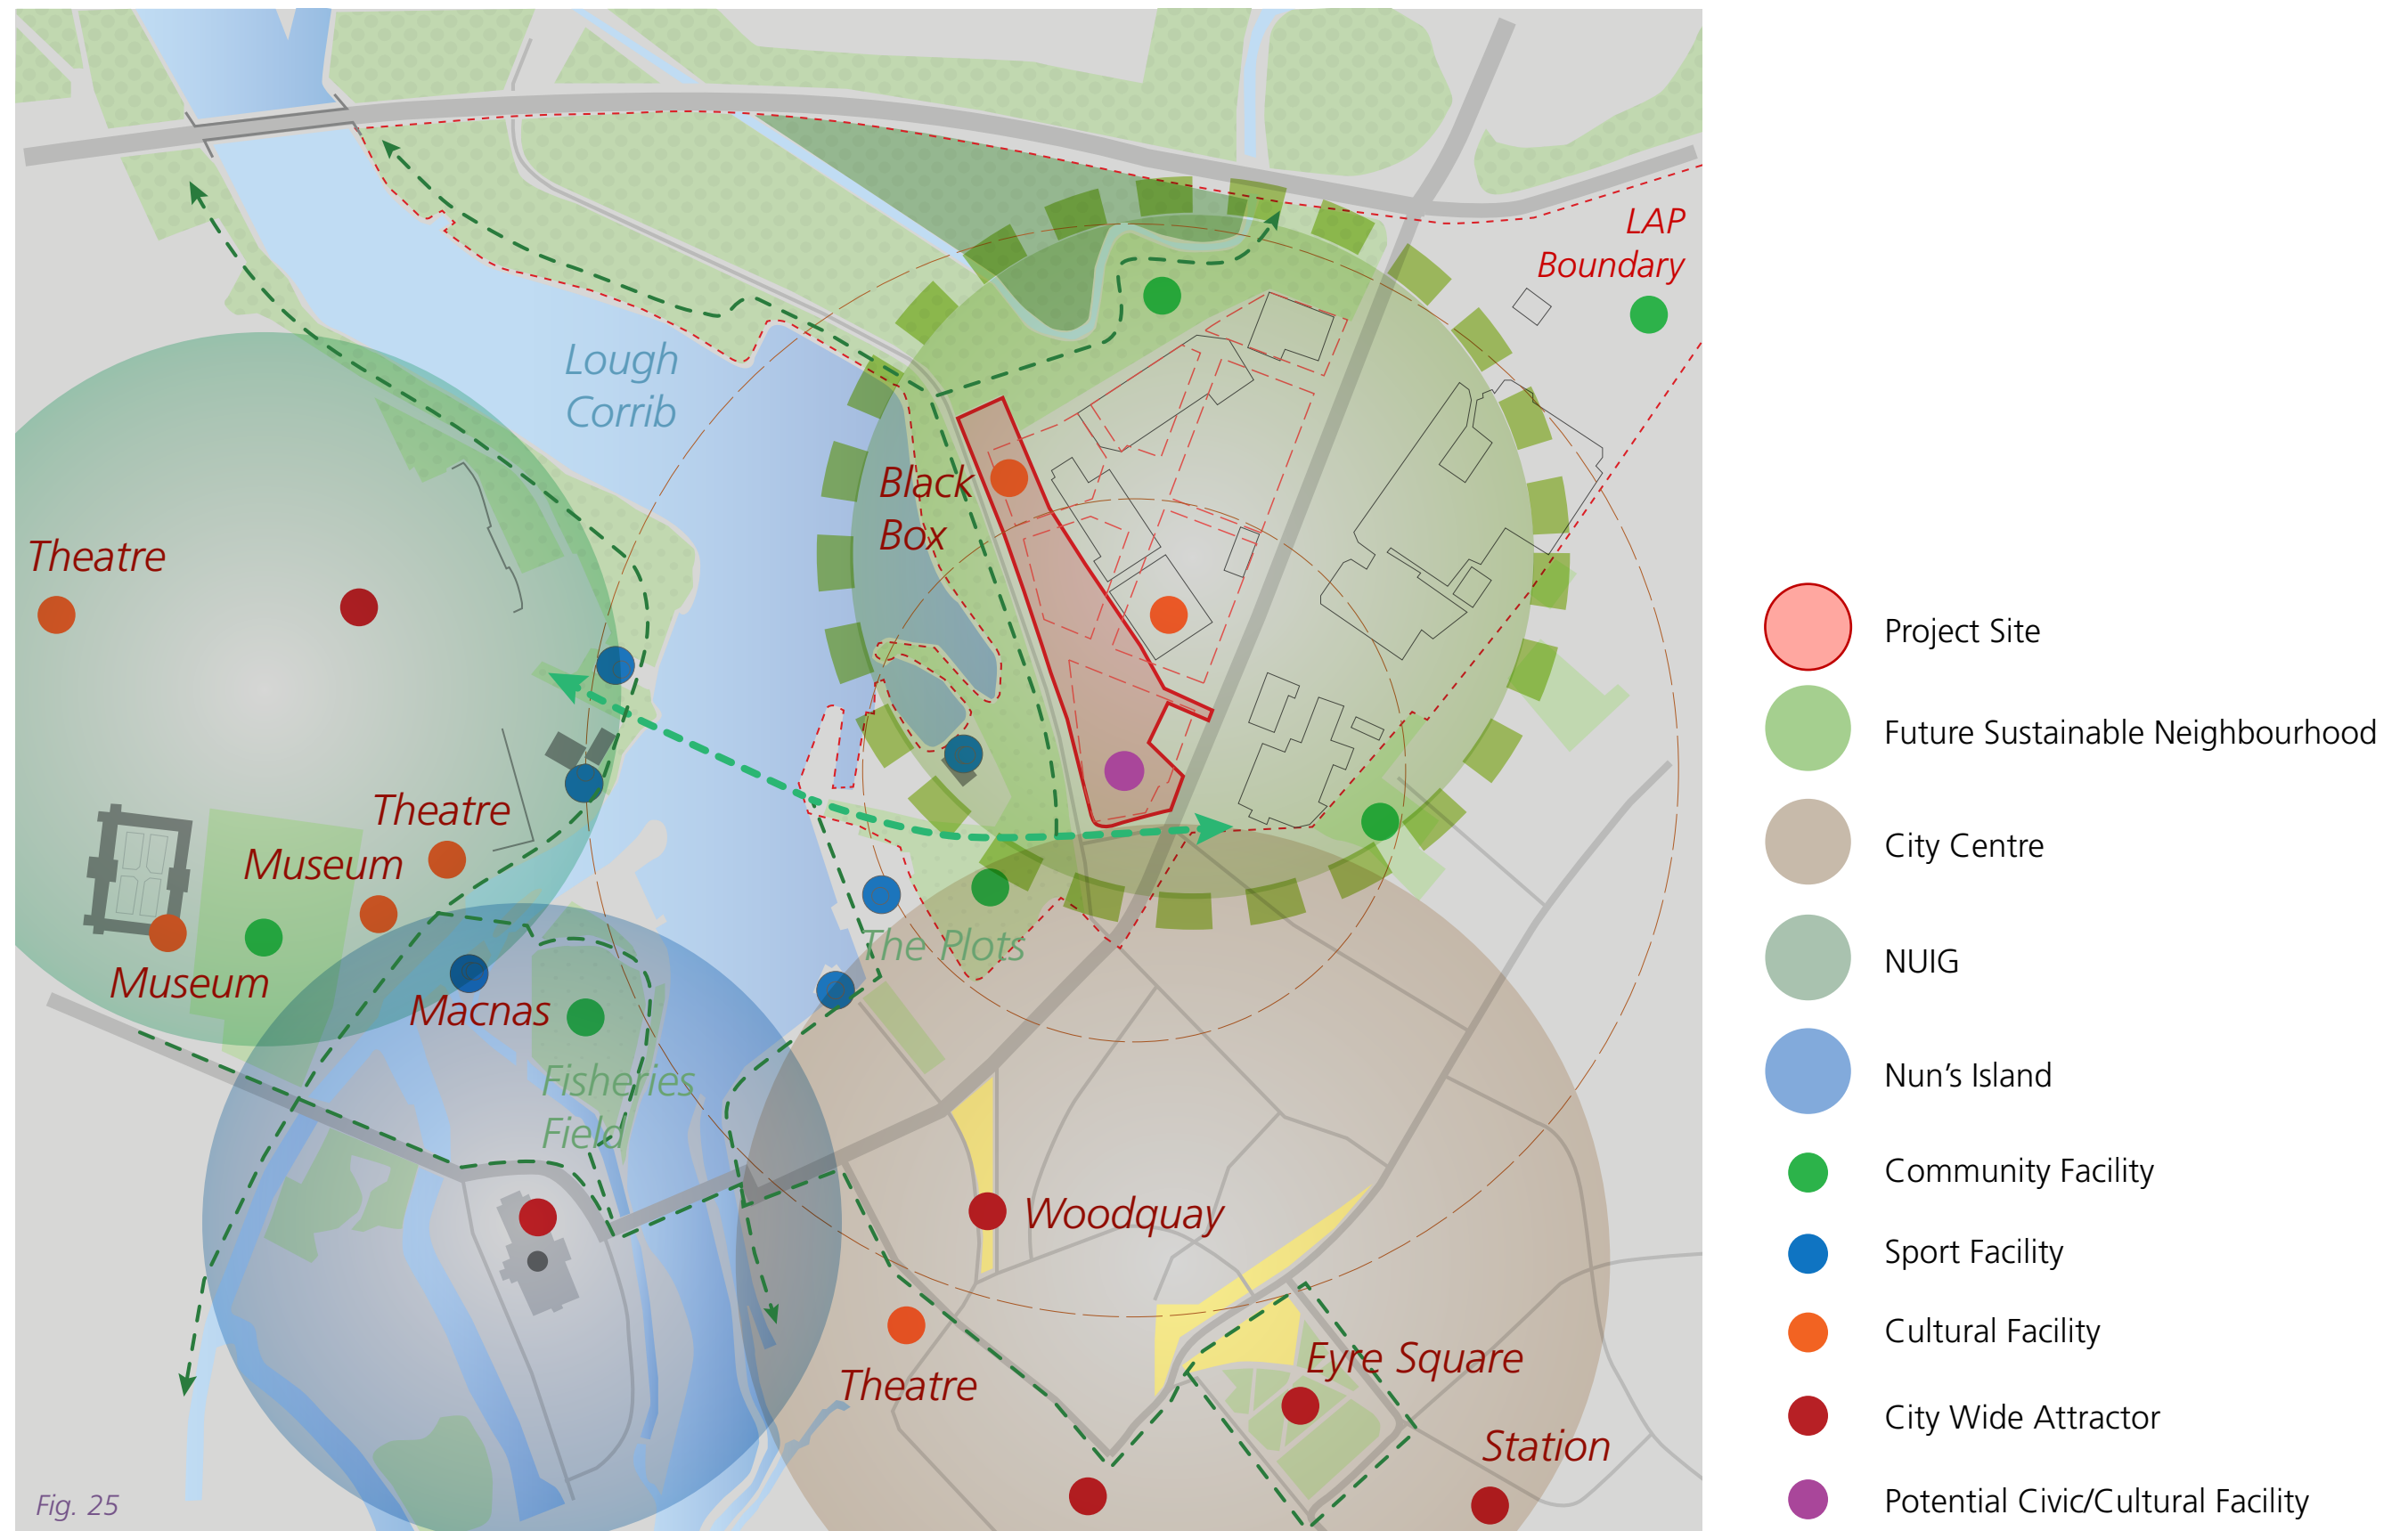 LAP
Boundary
Lough
Corrib
Black
Box
Theatre
Theatre
Museum
The Plots
Museum
Macnas
Fisheries
Field
Woodquay
Theatre
Eyre Square
Station
Fig. 25
Project Site
Future Sustainable Neighbourhood
City Centre
NUIG
Nun’s Island
Community Facility
Sport Facility
Cultural Facility
City Wide Attractor
Potential Civic/Cultural Facility